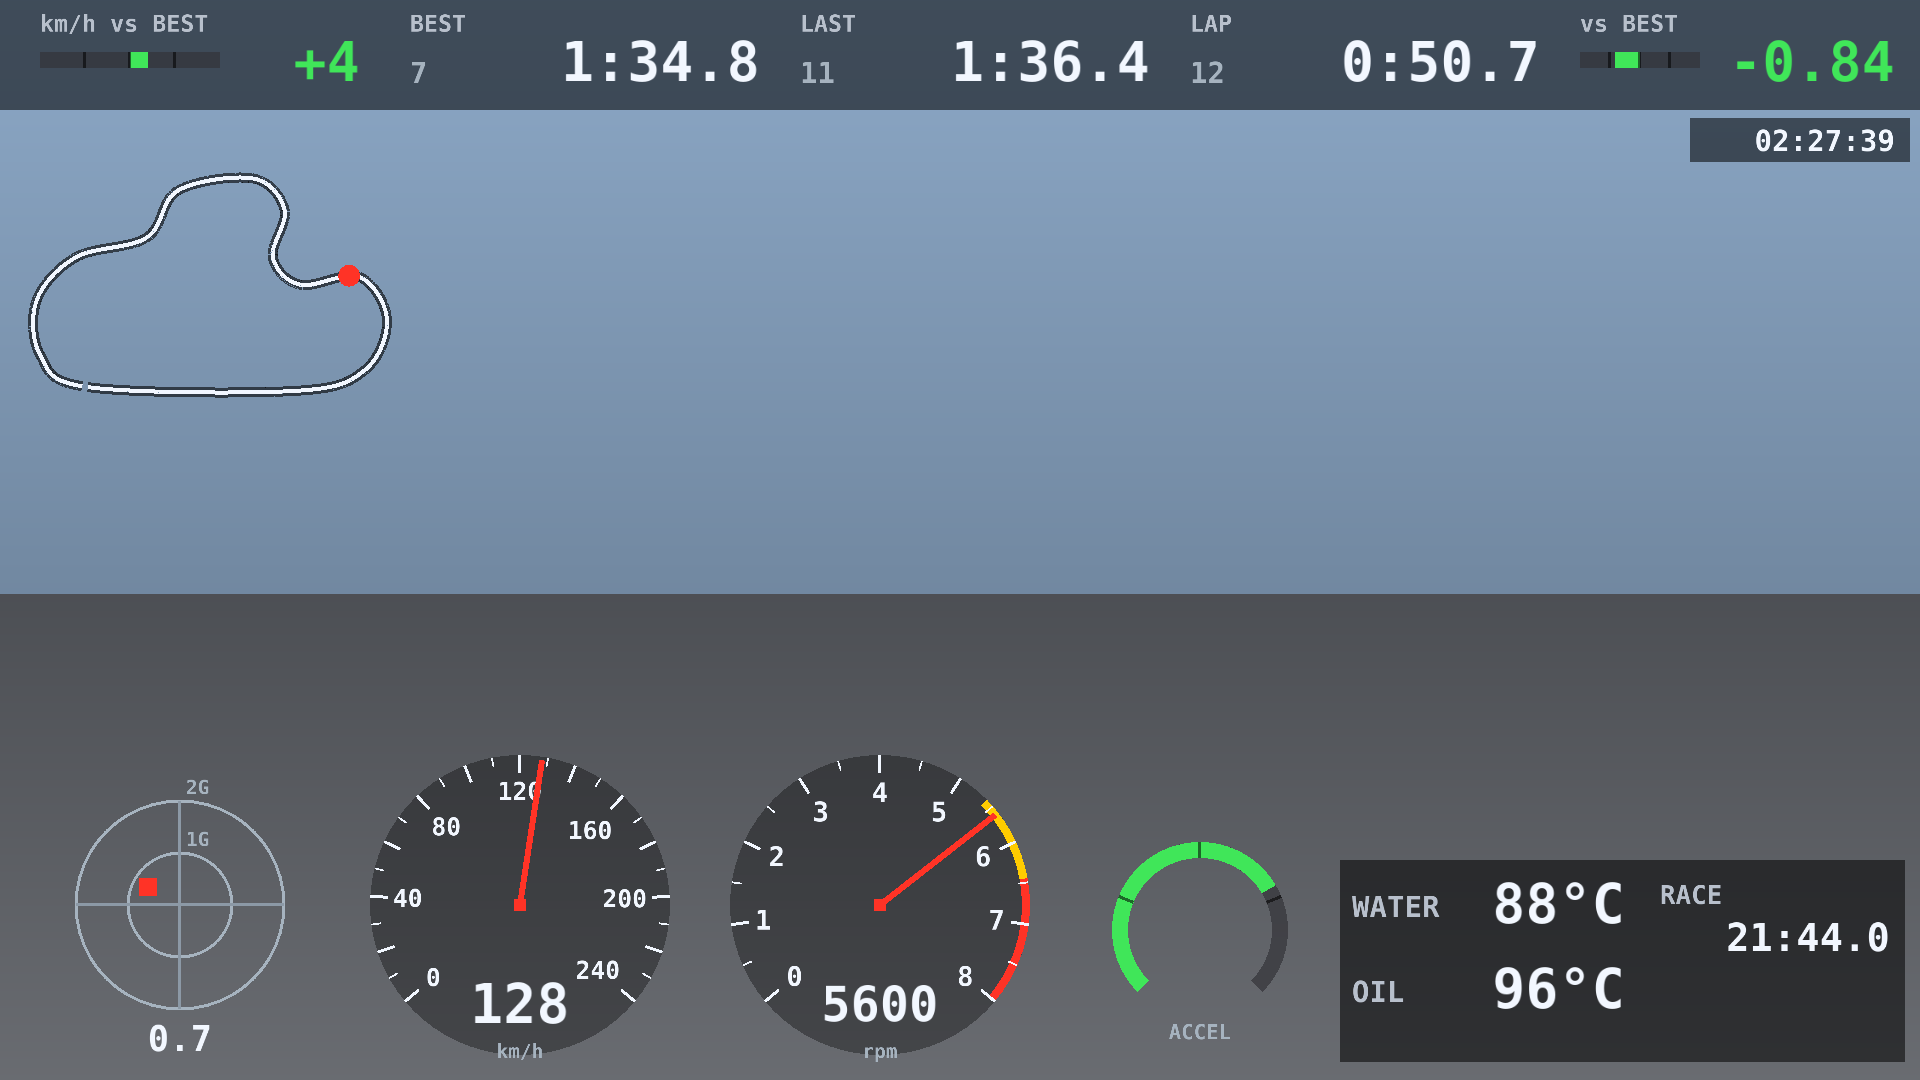 km/h vs BEST
+4
BEST
7
1:34.8
LAST
11
1:36.4
LAP
12
0:50.7
vs BEST
-0.84
02:27:39
2G
1G
0.7
0
40
80
120
160
200
240
128
km/h
0
1
2
3
4
5
6
7
8
5600
rpm
ACCEL
WATER 88°C
OIL 96°C
RACE
21:44.0